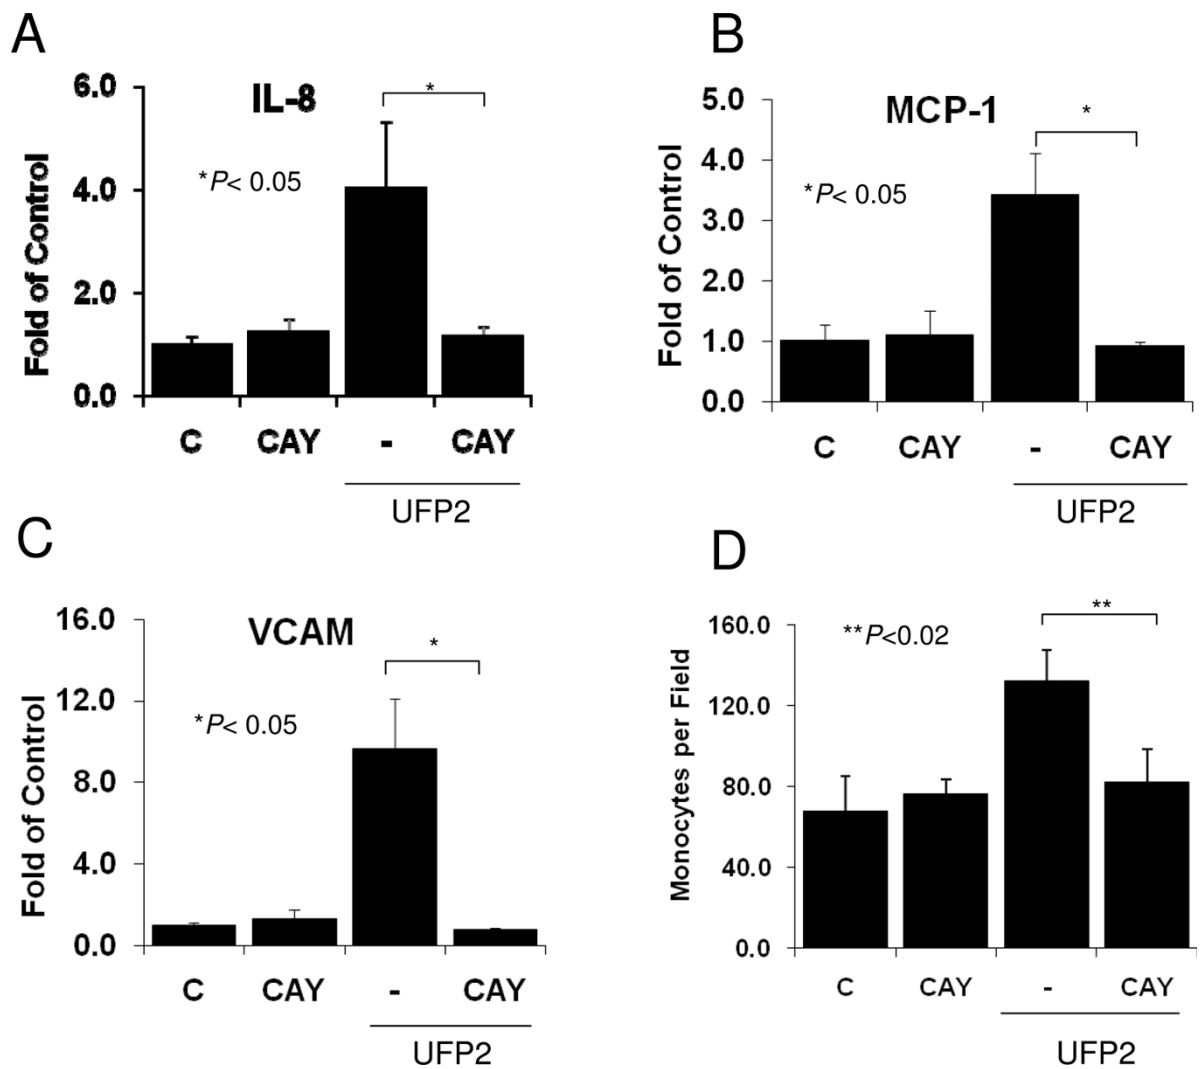 A
IL-8
*P< 0.05
*
Fold of Control
6.0
4.0
2.0
0.0
C CAY - CAY
UFP2
B
MCP-1
*P< 0.05
*
Fold of Control
5.0
4.0
3.0
2.0
1.0
0.0
C CAY - CAY
UFP2
C
VCAM
*P< 0.05
*
Fold of Control
16.0
12.0
8.0
4.0
0.0
C CAY - CAY
UFP2
D
**P<0.02
**
Monocytes per Field
160.0
120.0
80.0
40.0
0.0
C CAY - CAY
UFP2